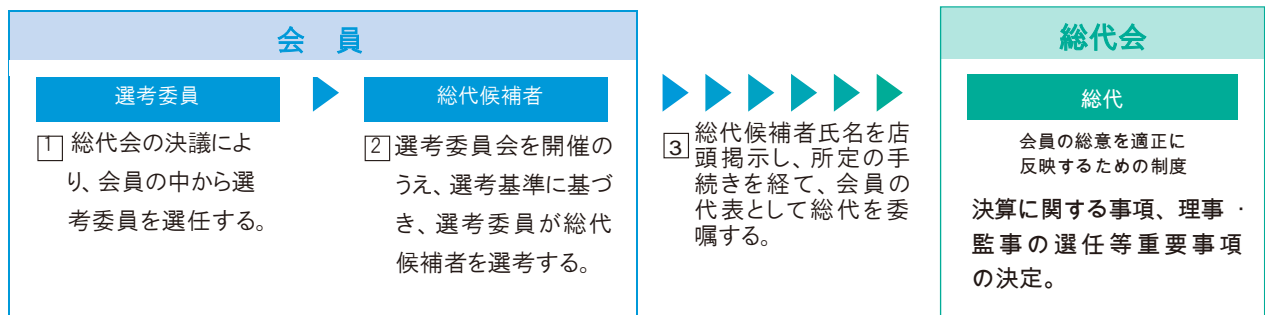 会 員
選考委員
1 総代会の決議によ
り、会員の中から選
考委員を選任する。
総代候補者
2 選考委員会を開催の
うえ、選考基準に基づ
き、選考委員が総代
候補者を選考する。
3 総代候補者氏名を店
頭掲示し、所定の手
続きを経て、会員の
代表として総代を委
嘱する。
総代会
総代
会員の総意を適正に
反映するための制度
決算に関する事項、理事・
監事の選任等重要事項
の決定。